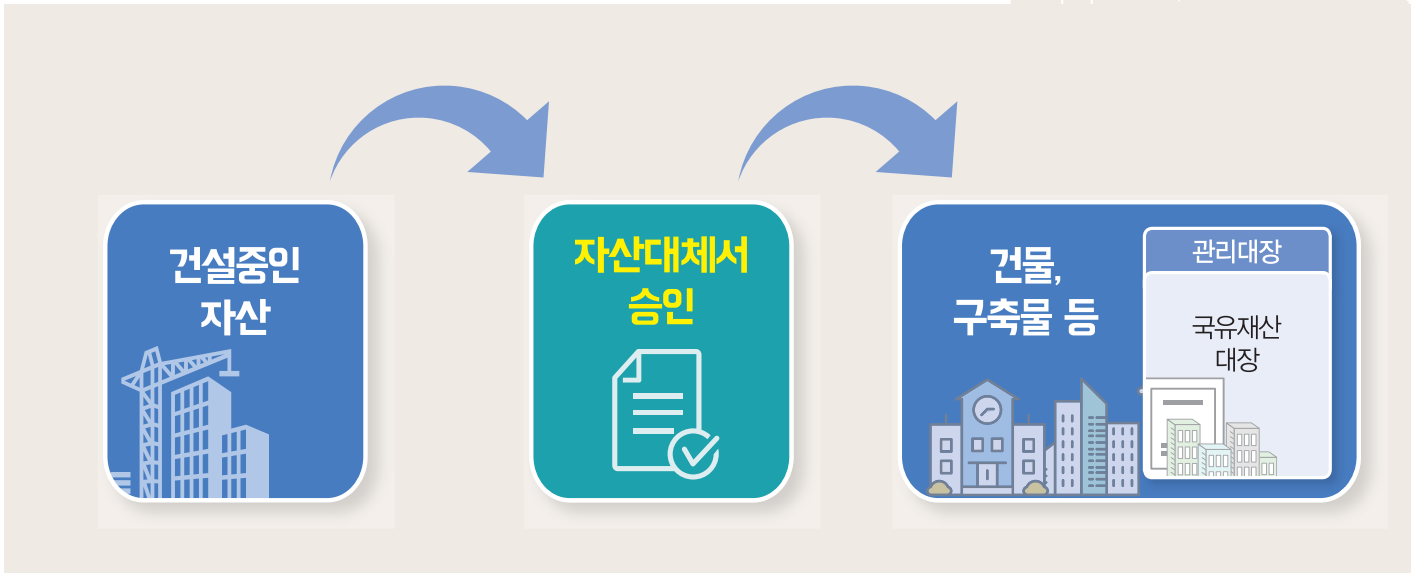 건설중인
자산
자산대체서
승인
건물,
구축물 등
관리대장
국유재산
대장